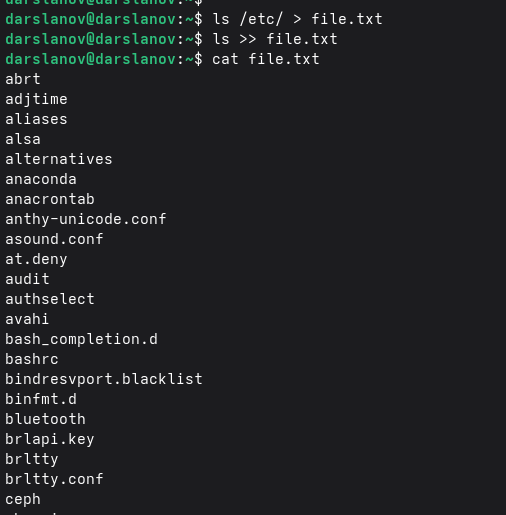 darslanov@darslanov:~$ ls /etc/ > file.txt
darslanov@darslanov:~$ ls >> file.txt
darslanov@darslanov:~$ cat file.txt
abrt
adjtime
aliases
alsa
alternatives
anaconda
anacrontab
anthy-unicode.conf
asound.conf
at.deny
audit
authselect
avahi
bash_completion.d
bashrc
bindresvport.blacklist
binfmt.d
bluetooth
brlapi.key
brltty
brltty.conf
ceph